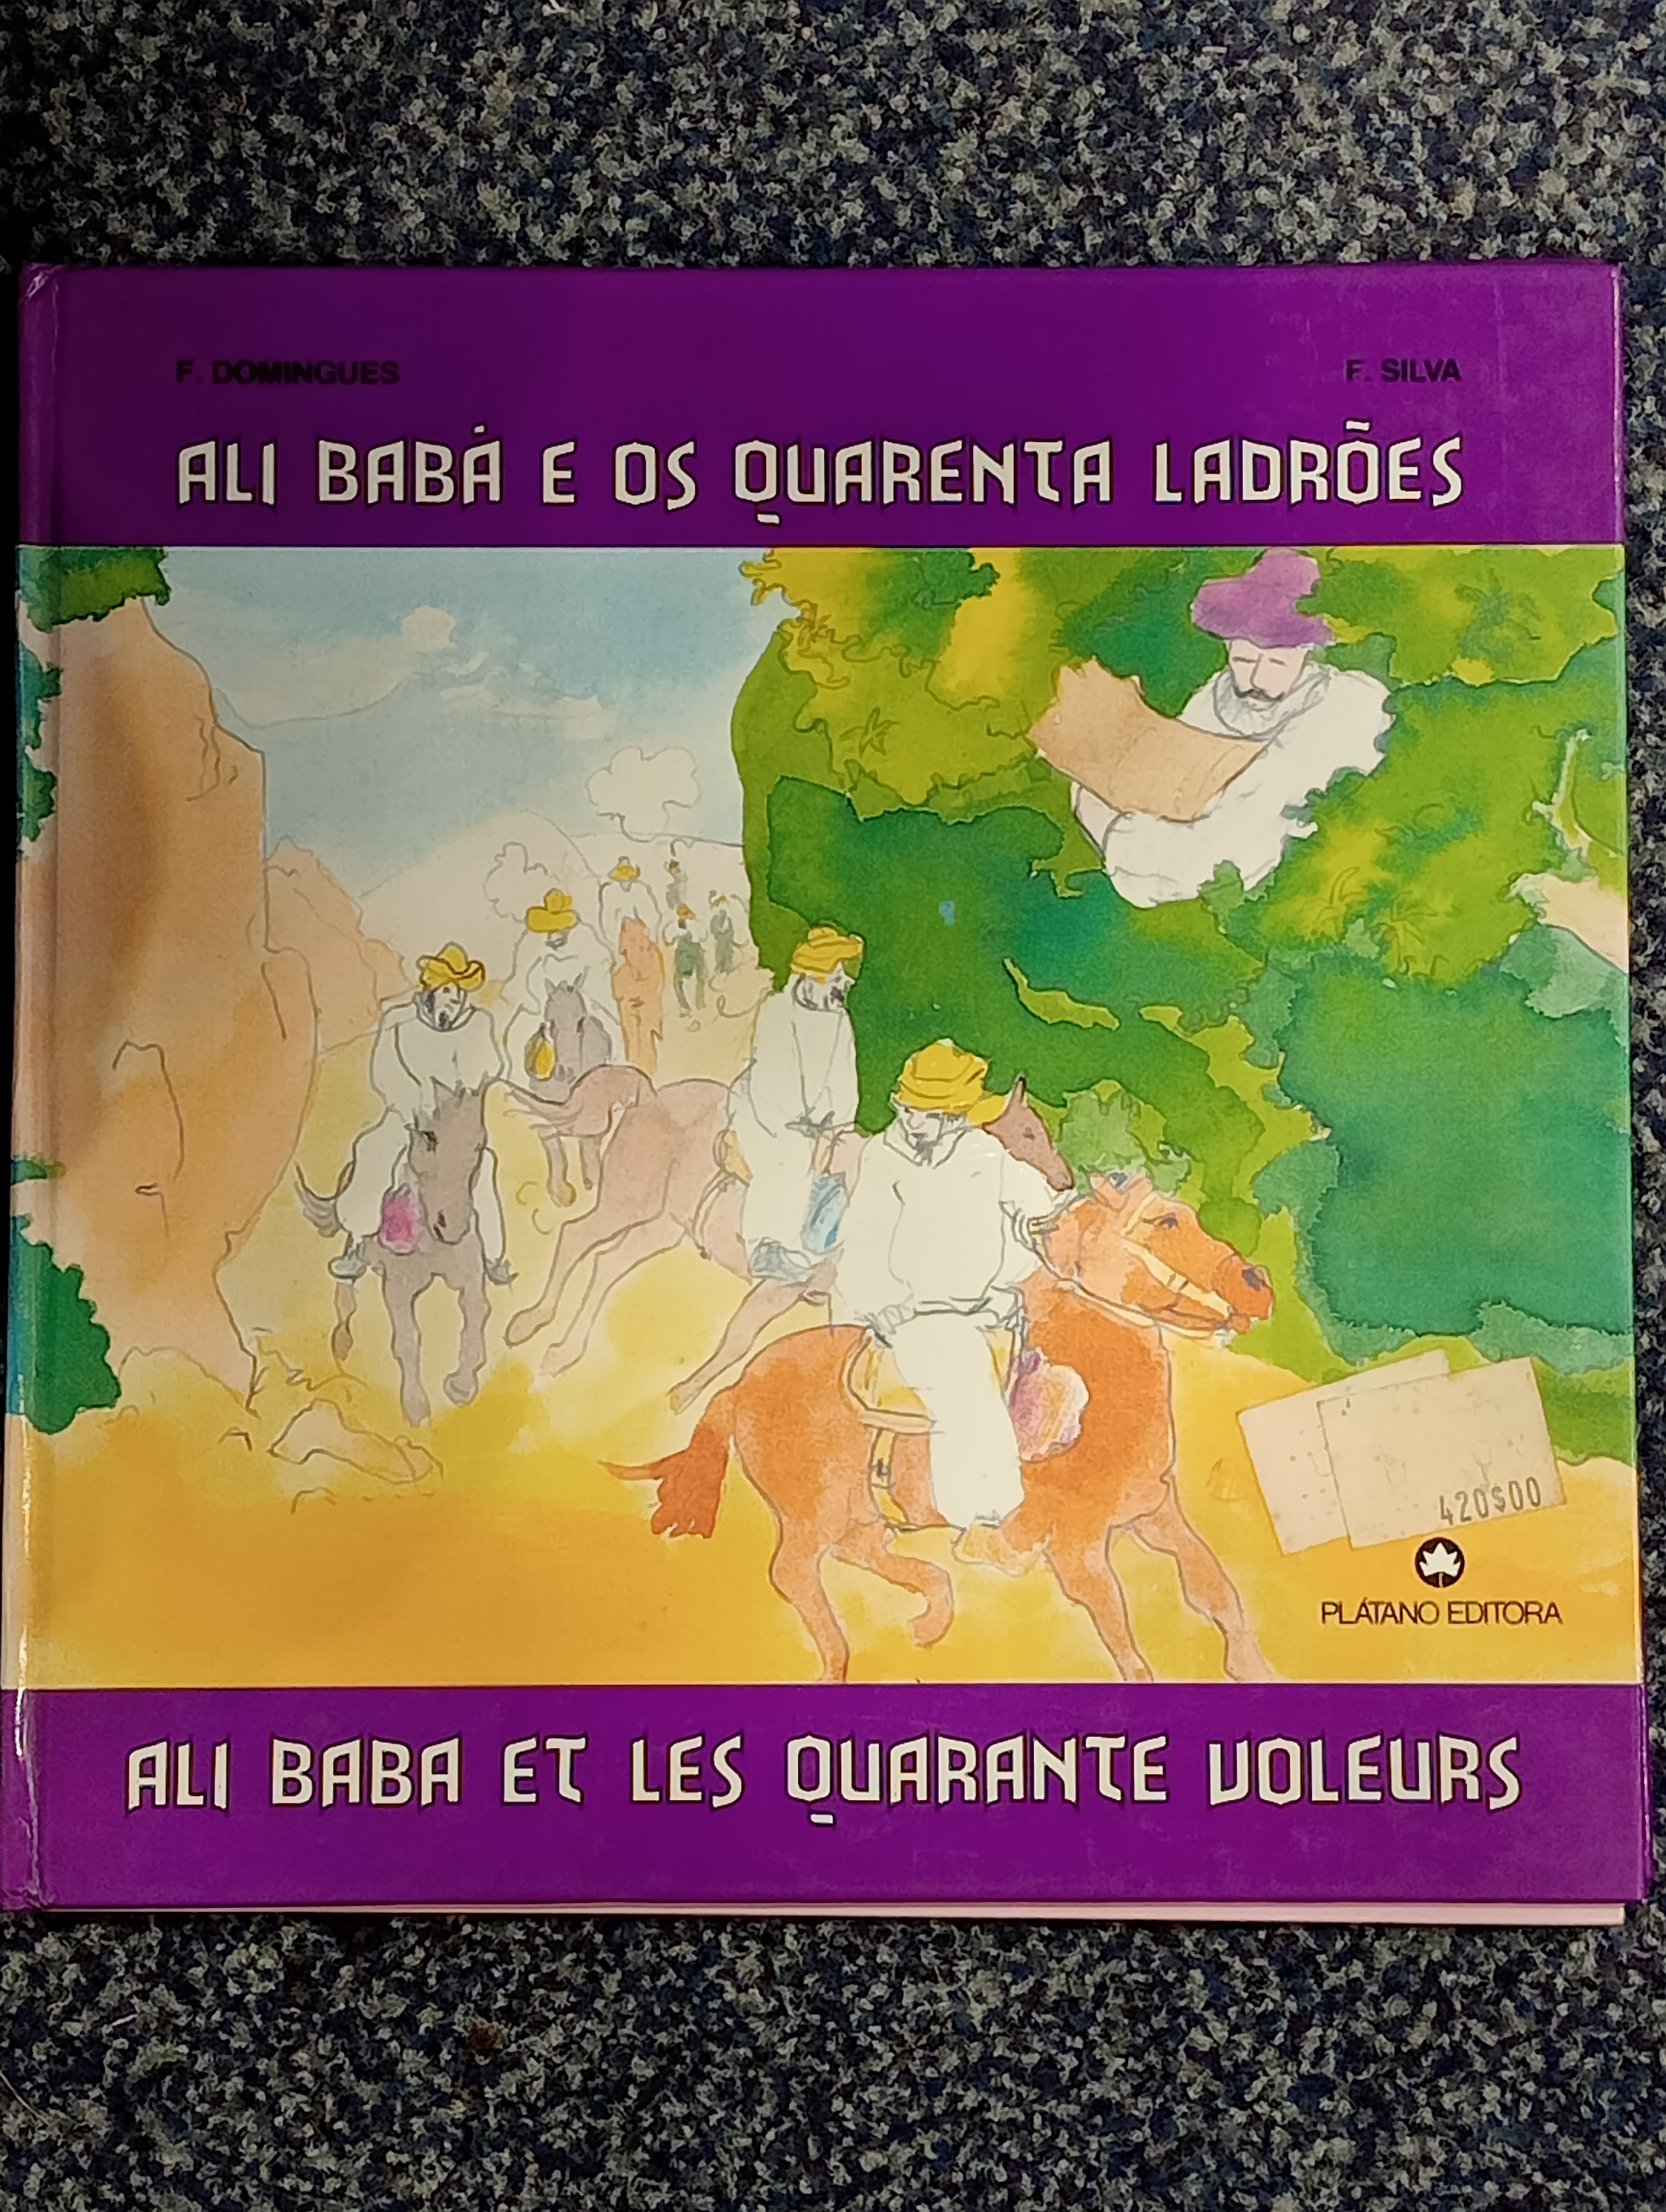 F. DOMINGUES
F. SILVA
ALI BABÁ E OS QUARENTA LADRÕES
420$00
PLÁTANO EDITORA
ALI BABA ET LES QUARANTE VOLEURS